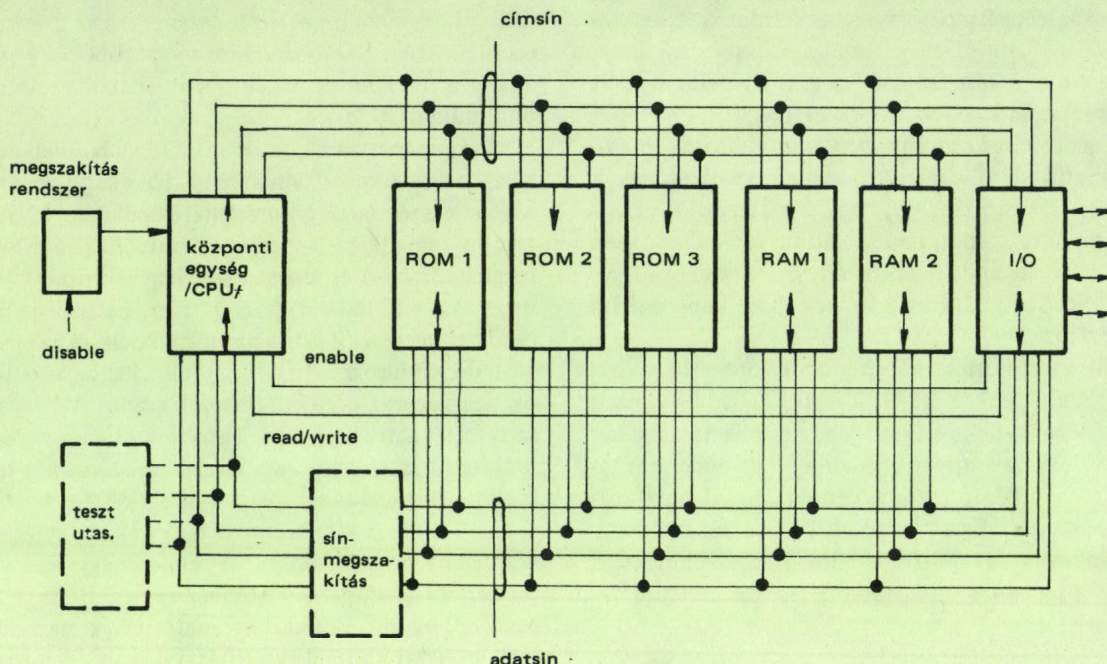 címsín
megszakítás
rendszer
központi
egység
/CPU/
ROM 1
ROM 2
ROM 3
RAM 1
RAM 2
I/O
disable
enable
read/write
teszt
utas.
sín-
megsza-
kítás
adatsin